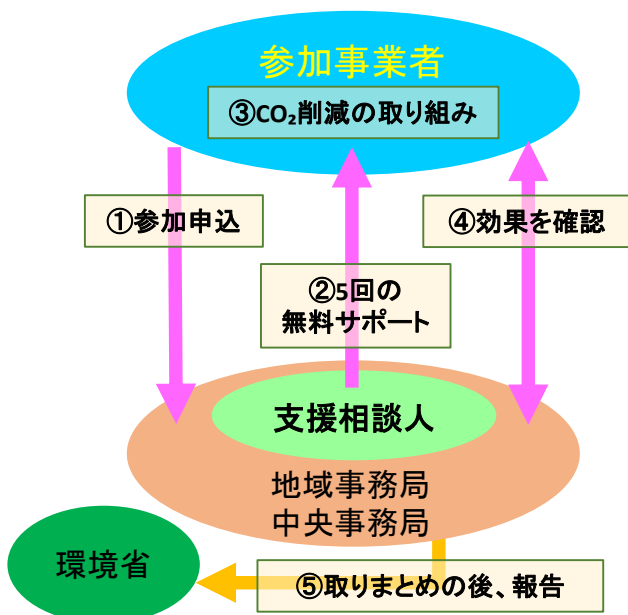 参加事業者
③CO₂削減の取り組み
①参加申込
④効果を確認
②5回の
無料サポート
支援相談人
地域事務局
中央事務局
環境省
⑤取りまとめの後、報告